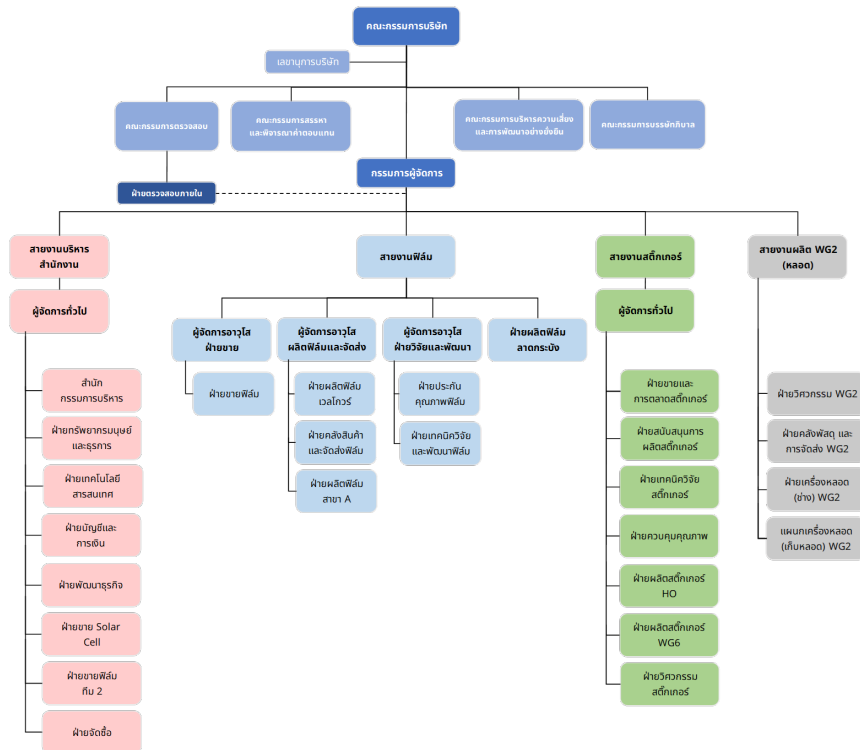 คณะกรรมการบริษัท
เลขานุการบริษัท
คณะกรรมการตรวจสอบ
คณะกรรมการสรรหา
และพิจารณาค่าตอบแทน
คณะกรรมการบริหารความเสี่ยง
และการพัฒนาอย่างยั่งยืน
คณะกรรมการบรรษัทภิบาล
กรรมการผู้จัดการ
ฝ่ายตรวจสอบภายใน
สายงานบริหาร
สำนักงาน
ผู้จัดการทั่วไป
สำนัก
กรรมการบริหาร
ฝ่ายทรัพยากรมนุษย์
และธุรการ
ฝ่ายเทคโนโลยี
สารสนเทศ
ฝ่ายบัญชีและ
การเงิน
ฝ่ายพัฒนาธุรกิจ
ฝ่ายขาย Solar
Cell
ฝ่ายขายฟิล์ม
ทีม 2
ฝ่ายจัดซื้อ
สายงานฟิล์ม
ผู้จัดการอาวุโส
ฝ่ายขาย
ฝ่ายขายฟิล์ม
ผู้จัดการอาวุโส
ผลิตฟิล์มและจัดส่ง
ฝ่ายผลิตฟิล์ม
เวลโกวร์
ฝ่ายคลังสินค้า
และจัดส่งฟิล์ม
ฝ่ายผลิตฟิล์ม
สาขา A
ผู้จัดการอาวุโส
ฝ่ายวิจัยและพัฒนา
ฝ่ายประกัน
คุณภาพฟิล์ม
ฝ่ายเทคนิควิจัย
และพัฒนาฟิล์ม
ฝ่ายผลิตฟิล์ม
ลาดกระบัง
สายงานสติ๊กเกอร์
ผู้จัดการทั่วไป
ฝ่ายขายและ
การตลาดสติ๊กเกอร์
ฝ่ายสนับสนุนการ
ผลิตสติ๊กเกอร์
ฝ่ายเทคนิควิจัย
สติ๊กเกอร์
ฝ่ายควบคุมคุณภาพ
ฝ่ายผลิตสติ๊กเกอร์
HO
ฝ่ายผลิตสติ๊กเกอร์
WG6
ฝ่ายวิศวกรรม
สติ๊กเกอร์
สายงานผลิต WG2
(หลอด)
ฝ่ายวิศวกรรม WG2
ฝ่ายคลังพัสดุ และ
การจัดส่ง WG2
ฝ่ายเครื่องหลอด
(ช่าง) WG2
แผนกเครื่องหลอด
(เก็บหลอด) WG2